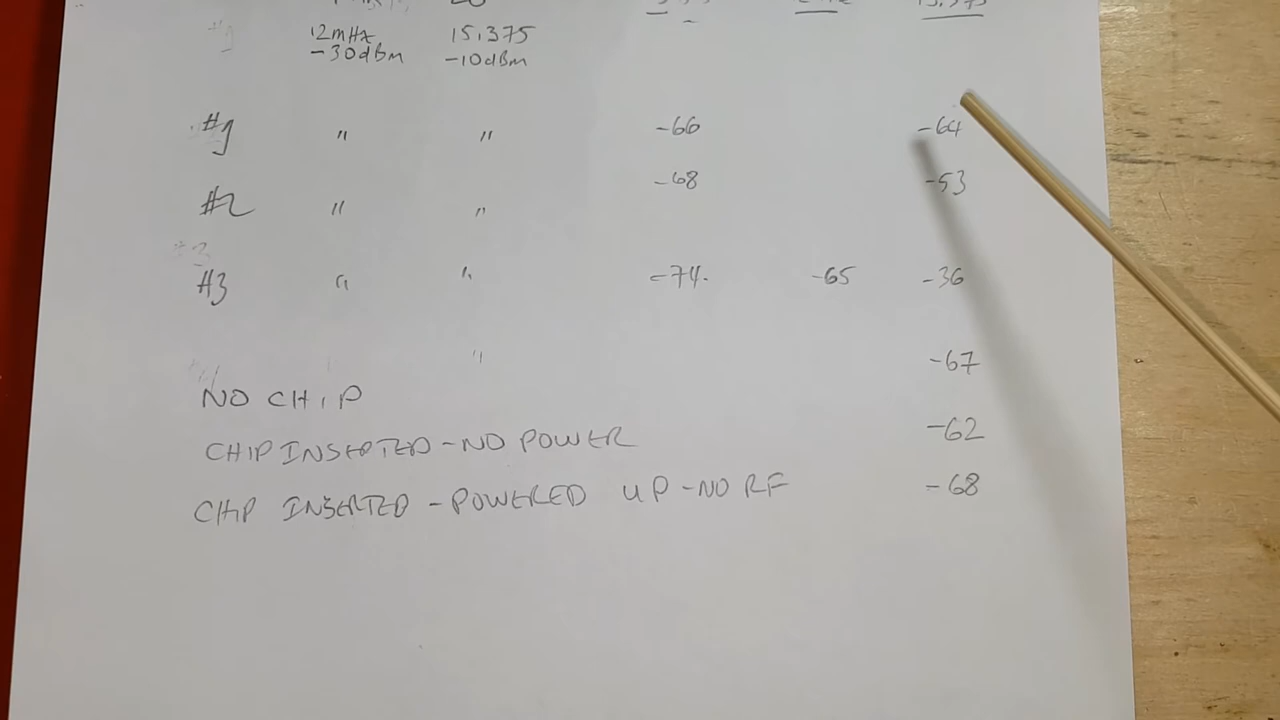 12mHz 15.375
-30dBm -10dBm
#1 " " -66 -64
#2 " " -68 -53
#3 " " -74. -65 -36
" -67
NO CHIP
CHIP INSERTED - NO POWER -62
CHIP INSERTED - POWERED UP - NO RF -68